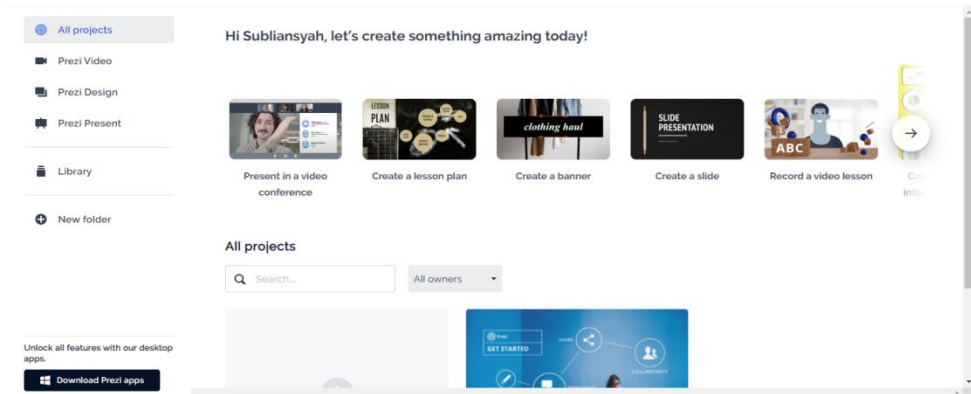 All projects
Prezi Video
Prezi Design
Prezi Present
Library
New folder
Unlock all features with our desktop
apps.
Download Prezi apps
Hi Subliansyah, let's create something amazing today!
LESSON
PLAN
clothing haul
SLIDE
PRESENTATION
ABC
Present in a video
conference
Create a lesson plan
Create a banner
Create a slide
Record a video lesson
All projects
Search...
All owners
Prezi
GET STARTED
SHARE
COLLABORATE